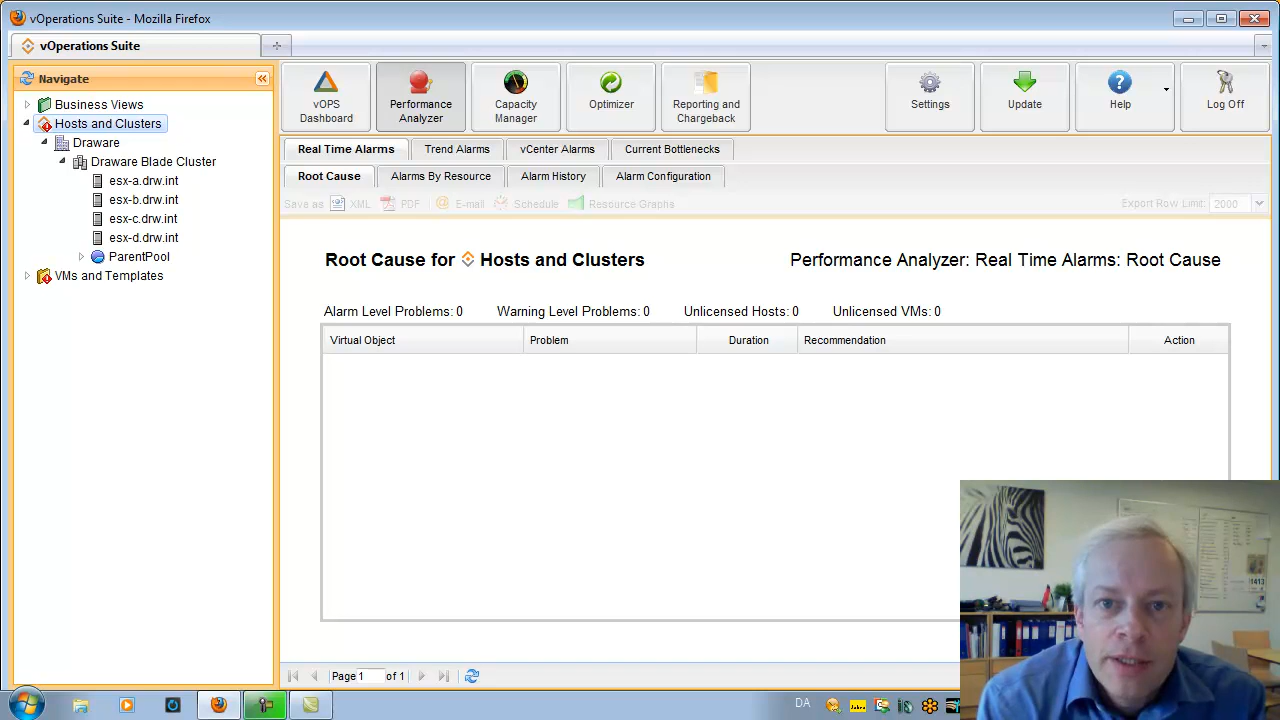 vOperations Suite - Mozilla Firefox
vOperations Suite
Navigate
Business Views
Hosts and Clusters
Draware
Draware Blade Cluster
esx-a.drw.int
esx-b.drw.int
esx-c.drw.int
esx-d.drw.int
ParentPool
VMs and Templates
vOPS Dashboard
Performance Analyzer
Capacity Manager
Optimizer
Reporting and Chargeback
Settings
Update
Help
Log Off
Real Time Alarms
Trend Alarms
vCenter Alarms
Current Bottlenecks
Root Cause
Alarms By Resource
Alarm History
Alarm Configuration
Save as XML PDF E-mail Schedule Resource Graphs Export Row Limit: 2000
Root Cause for Hosts and Clusters
Performance Analyzer: Real Time Alarms: Root Cause
Alarm Level Problems: 0 Warning Level Problems: 0 Unlicensed Hosts: 0 Unlicensed VMs: 0
Virtual Object Problem Duration Recommendation Action
1413
Page 1 of 1
DA
Jabra